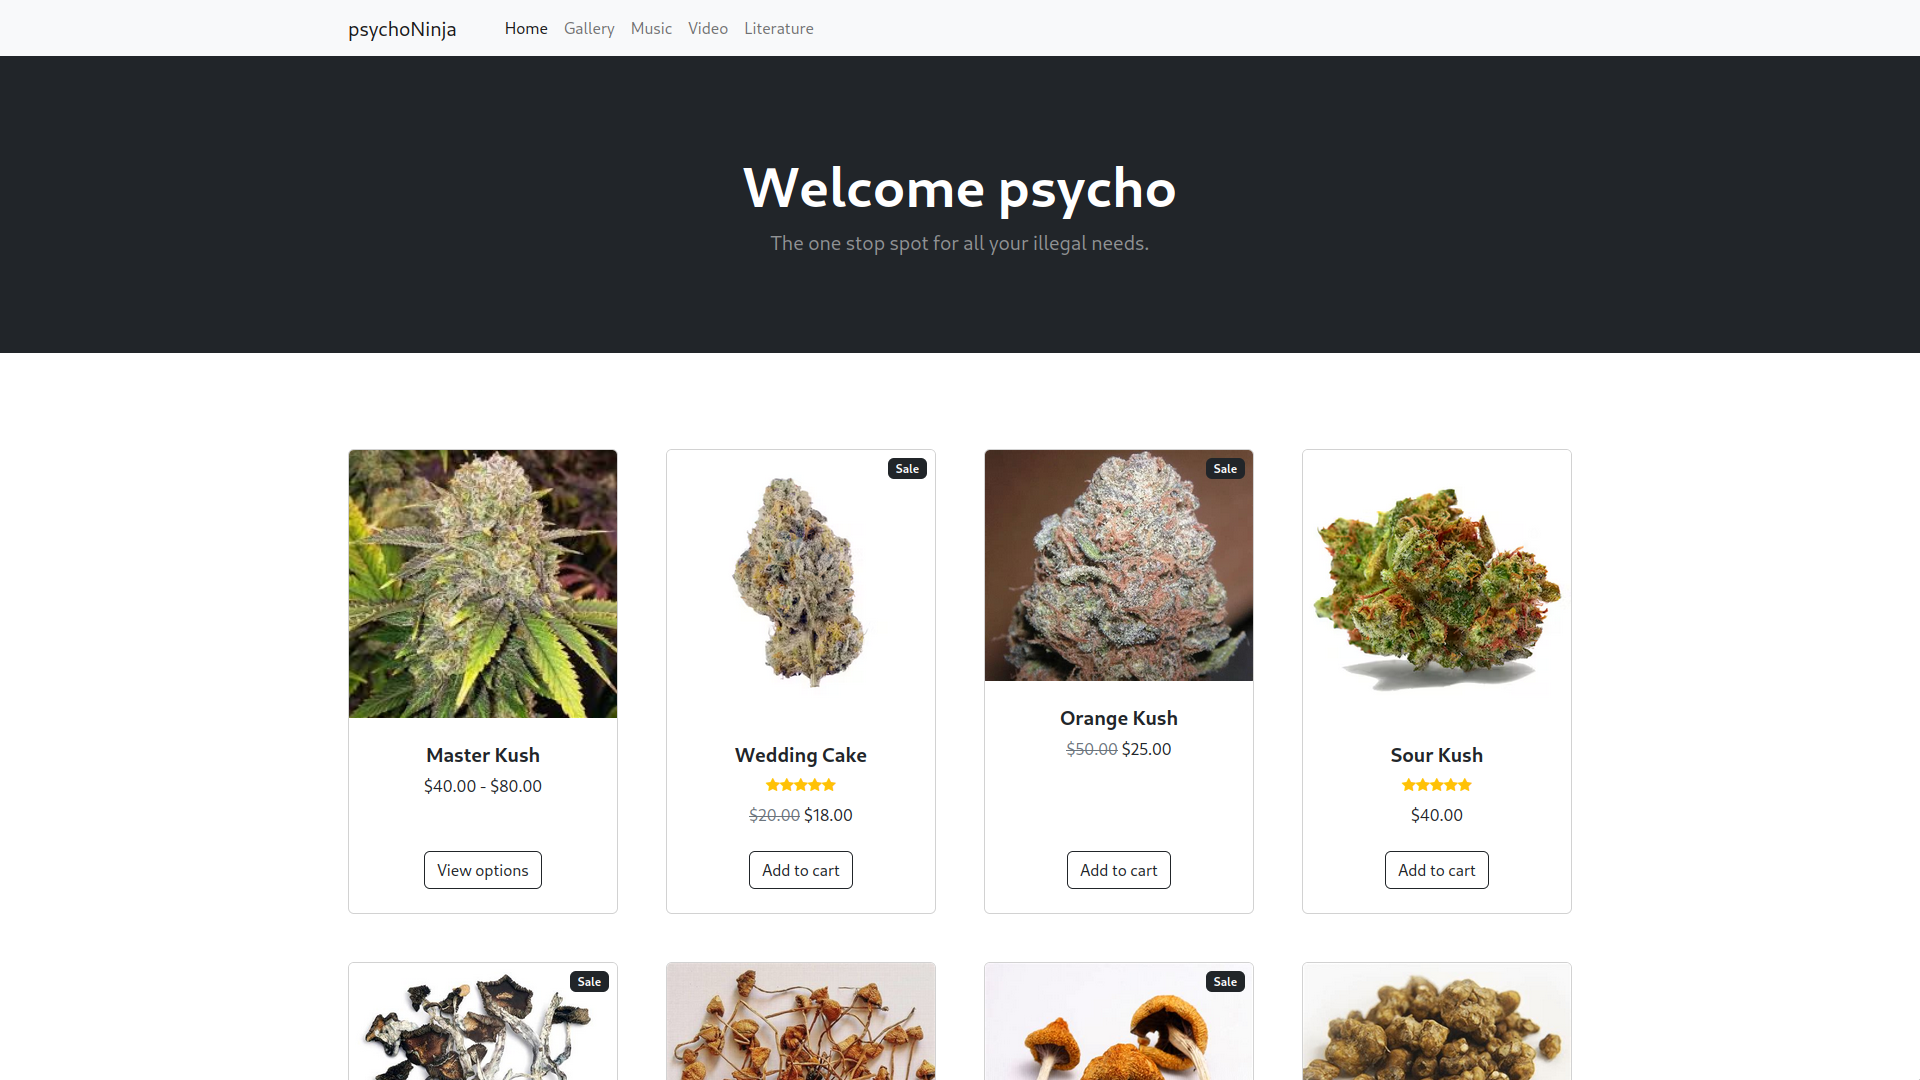 psychoNinja
Home Gallery Music Video Literature
Welcome psycho
The one stop spot for all your illegal needs.
Master Kush
$40.00 - $80.00
View options
Sale
Wedding Cake
$20.00 $18.00
Add to cart
Sale
Orange Kush
$50.00 $25.00
Add to cart
Sour Kush
$40.00
Add to cart
Sale
Sale